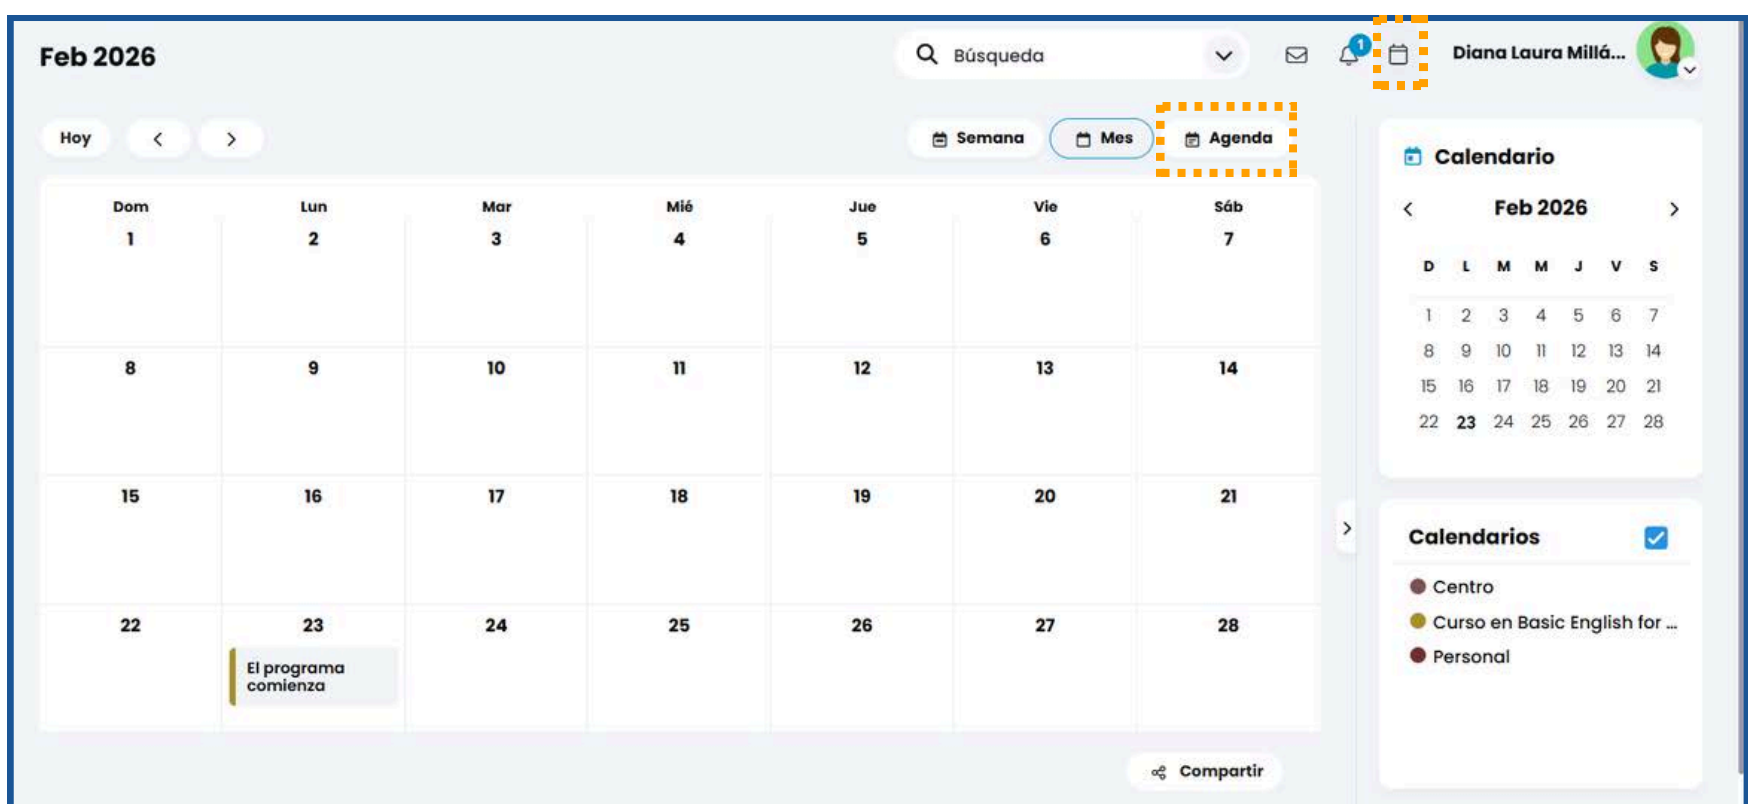 Feb 2026
Búsqueda
1
Diana Laura Millá...
Hoy
Semana
Mes
Agenda
Dom Lun Mar Mié Jue Vie Sáb
1 2 3 4 5 6 7
8 9 10 11 12 13 14
15 16 17 18 19 20 21
22 23 24 25 26 27 28
El programa
comienza
Compartir
Calendario
Feb 2026
D L M M J V S
1 2 3 4 5 6 7
8 9 10 11 12 13 14
15 16 17 18 19 20 21
22 23 24 25 26 27 28
Calendarios
Centro
Curso en Basic English for ...
Personal